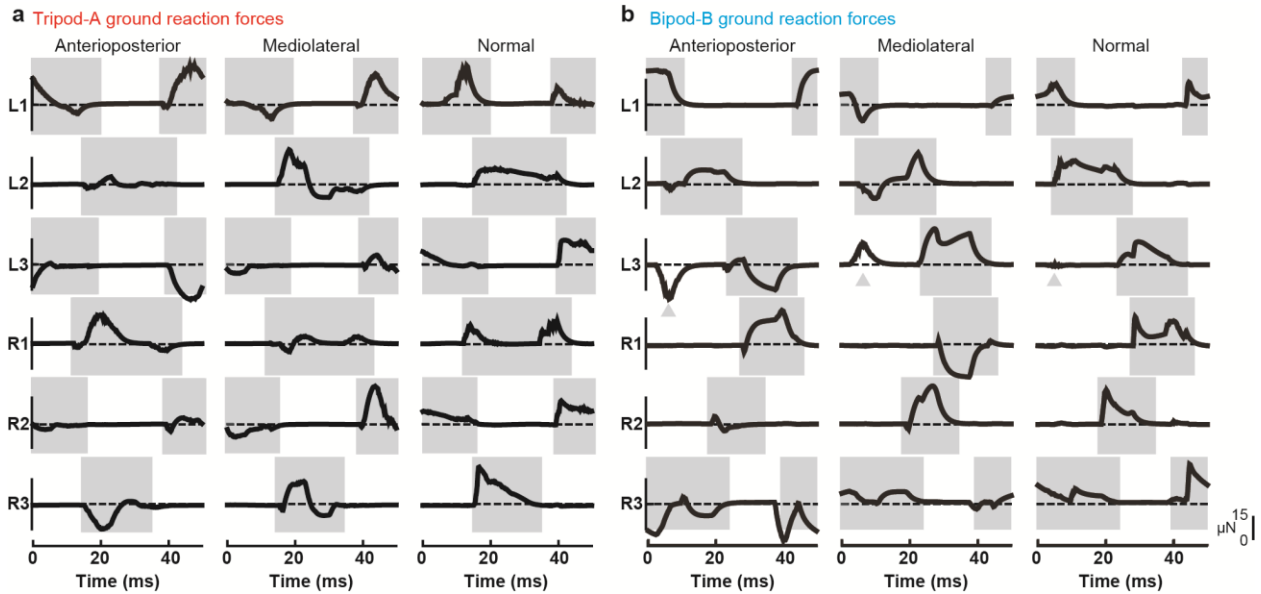 a Tripod-A ground reaction forces
Anterioposterior Mediolateral Normal
L1
L2
L3
R1
R2
R3
0 20 40 0 20 40 0 20 40
Time (ms) Time (ms) Time (ms)
b Bipod-B ground reaction forces
Anterioposterior Mediolateral Normal
L1
L2
L3
R1
R2
R3
µN 15
0
0 20 40 0 20 40 0 20 40
Time (ms) Time (ms) Time (ms)